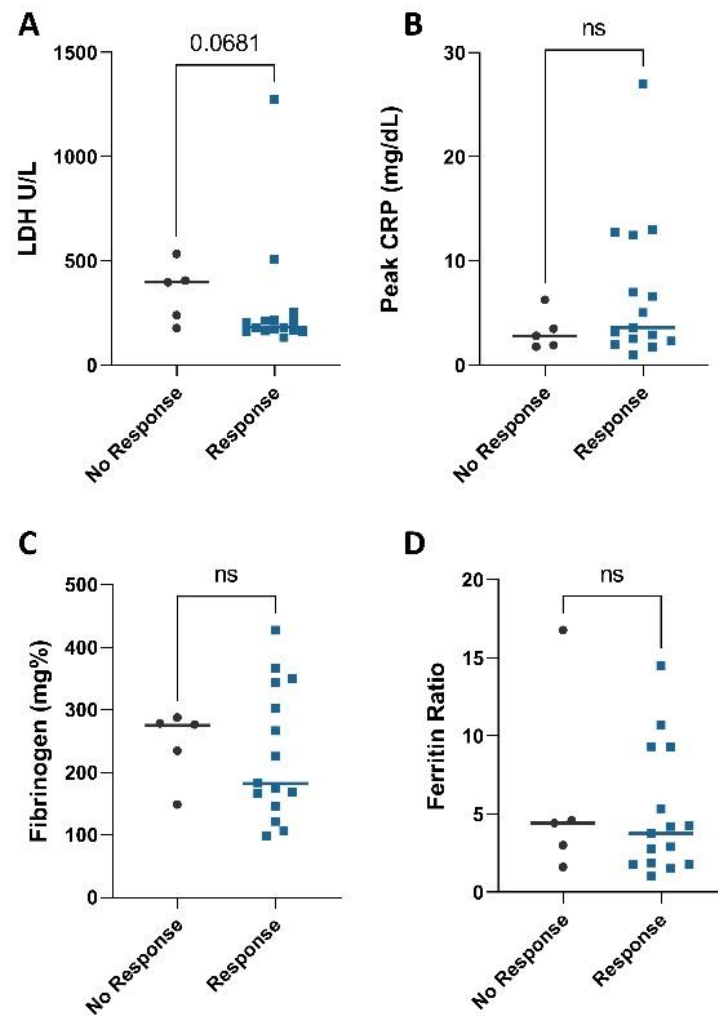 A
0.0681
1500
1000
500
0
LDH U/L
No Response
Response
B
ns
30
20
10
0
Peak CRP (mg/dL)
No Response
Response
C
ns
500
400
300
200
100
0
Fibrinogen (mg%)
No Response
Response
D
ns
20
15
10
5
0
Ferritin Ratio
No Response
Response